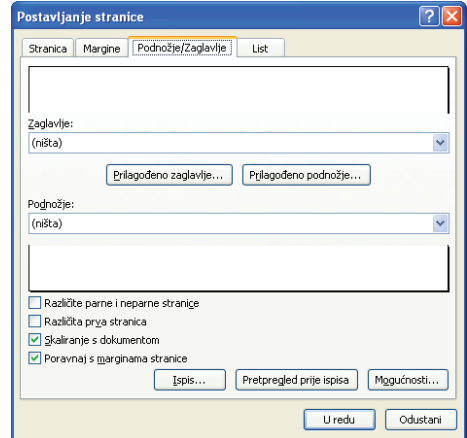 Postavljanje stranice
Stranica Margine Podnožje/Zaglavlje List
Zaglavlje:
(ništa)
Prilagođeno zaglavlje... Prilagođeno podnožje...
Podnožje:
(ništa)
Različite parne i neparne stranice
Različita prva stranica
Skaliranje s dokumentom
Poravnaj s marginama stranice
Ispis... Pretpregled prije ispisa Mogućnosti...
U redu Odustani